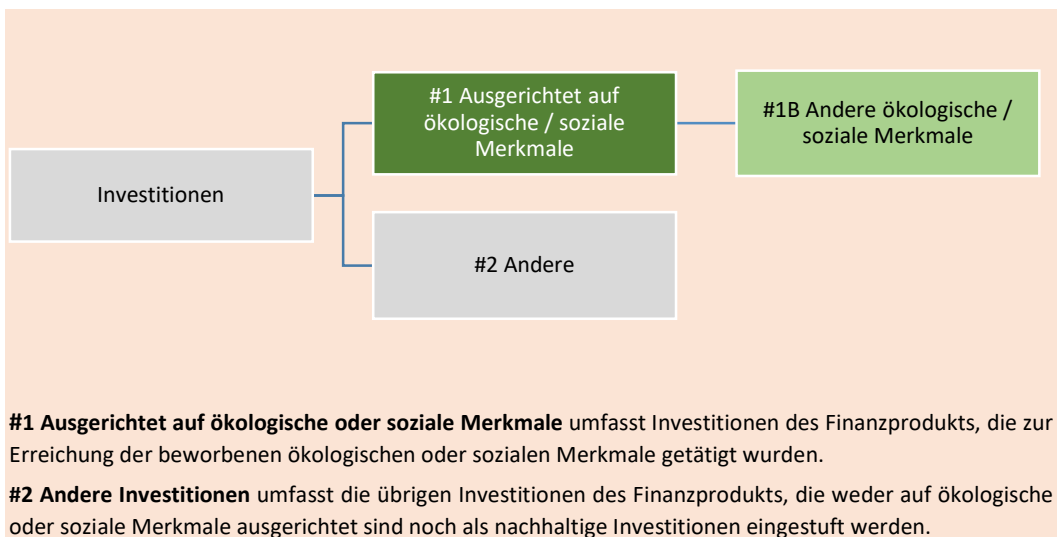 #1 Ausgerichtet auf
ökologische / soziale
Merkmale
#1B Andere ökologische /
soziale Merkmale
Investitionen
#2 Andere
#1 Ausgerichtet auf ökologische oder soziale Merkmale umfasst Investitionen des Finanzprodukts, die zur
Erreichung der beworbenen ökologischen oder sozialen Merkmale getätigt wurden.
#2 Andere Investitionen umfasst die übrigen Investitionen des Finanzprodukts, die weder auf ökologische
oder soziale Merkmale ausgerichtet sind noch als nachhaltige Investitionen eingestuft werden.